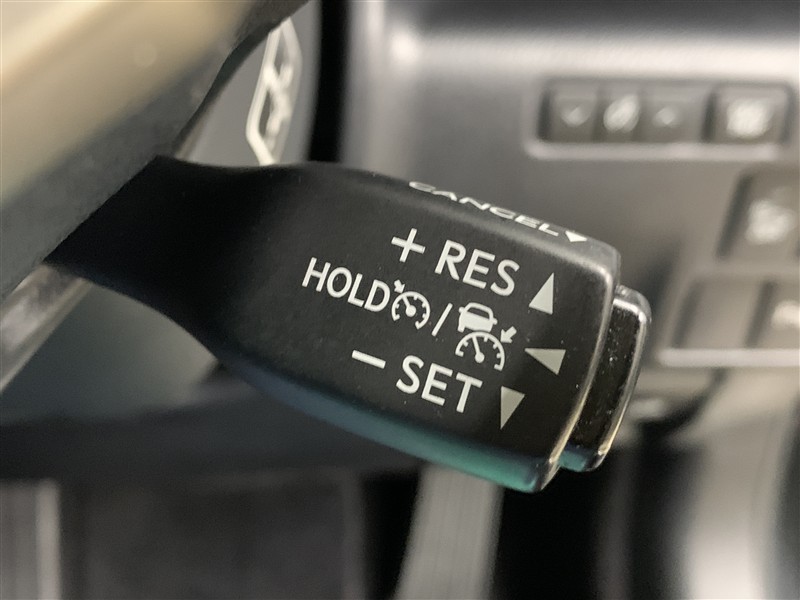 CANCEL
+ RES
HOLD /
− SET